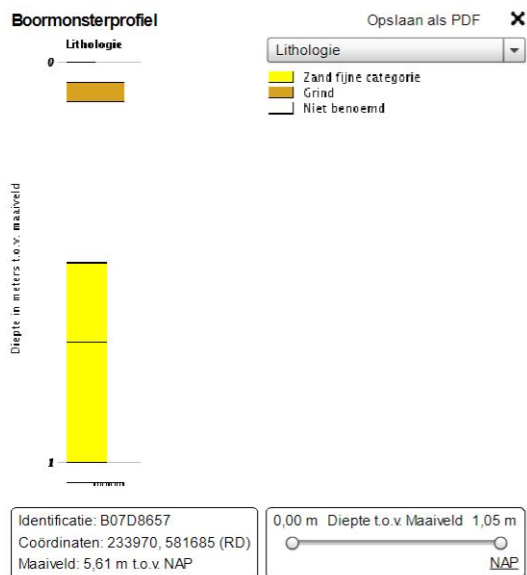 Boormonsterprofiel
Opslaan als PDF X
Lithologie
0
Diepte in meters t.o.v. maaiveld
1
Lithologie
Zand fijne categorie
Grind
Niet benoemd
Identificatie: B07D8657
Coördinaten: 233970, 581685 (RD)
Maaiveld: 5,61 m t.o.v. NAP
0,00 m Diepte t.o.v. Maaiveld 1,05 m
NAP